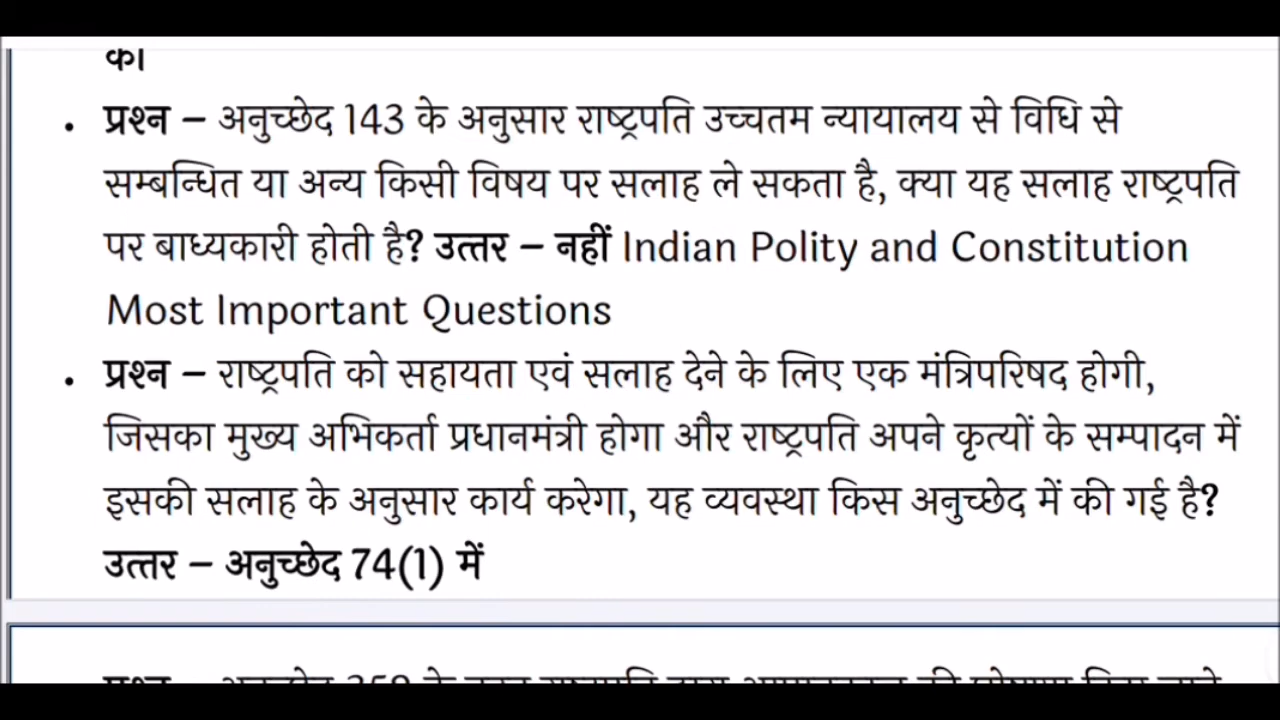 को
• प्रश्न – अनुच्छेद 143 के अनुसार राष्ट्रपति उच्चतम न्यायालय से विधि से
सम्बन्धित या अन्य किसी विषय पर सलाह ले सकता है, क्या यह सलाह राष्ट्रपति
पर बाध्यकारी होती है? उत्तर – नहीं Indian Polity and Constitution
Most Important Questions
• प्रश्न – राष्ट्रपति को सहायता एवं सलाह देने के लिए एक मंत्रिपरिषद होगी,
जिसका मुख्य अभिकर्ता प्रधानमंत्री होगा और राष्ट्रपति अपने कृत्यों के सम्पादन में
इसकी सलाह के अनुसार कार्य करेगा, यह व्यवस्था किस अनुच्छेद में की गई है?
उत्तर – अनुच्छेद 74(1) में